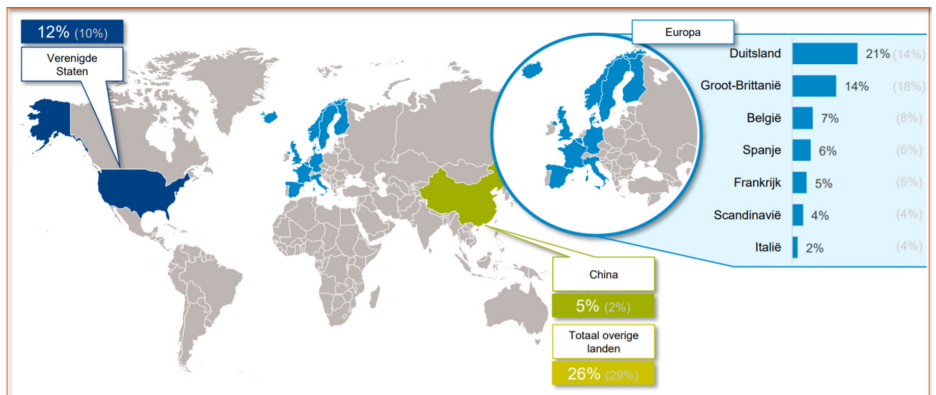 12% (10%)
Verenigde
Staten
Europa
Duitsland 21% (14%)
Groot-Brittanië 14% (18%)
België 7% (8%)
Spanje 6% (6%)
Frankrijk 5% (5%)
Scandinavië 4% (4%)
Italië 2% (4%)
China
5% (2%)
Totaal overige
landen
26% (29%)